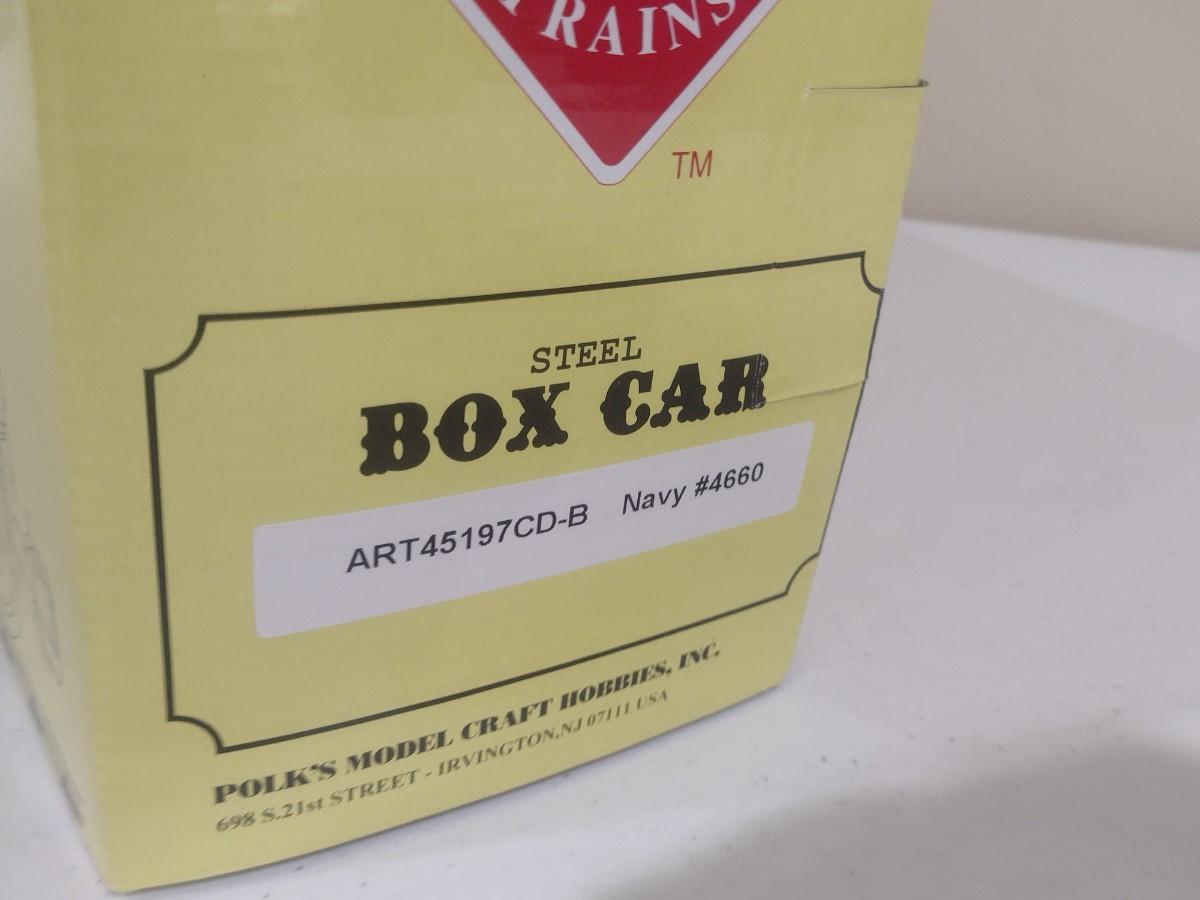 TRAINS
TM
STEEL
BOX CAR
ART45197CD-B Navy #4660
POLK'S MODEL CRAFT HOBBIES, INC.
698 S.21st STREET - IRVINGTON,NJ 07111 USA